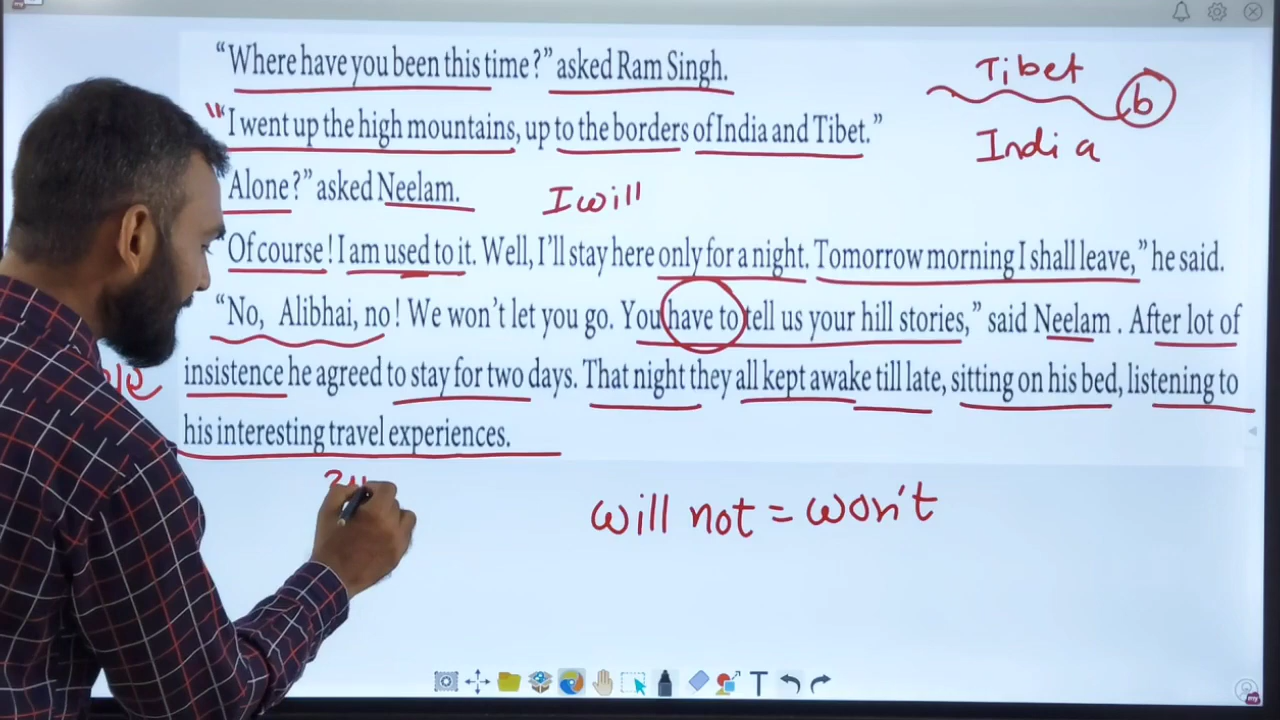 “Where have you been this time?” asked Ram Singh.
Tibet
b
India
“I went up the high mountains, up to the borders of India and Tibet.”
Alone?” asked Neelam.
I will
Of course! I am used to it. Well, I’ll stay here only for a night. Tomorrow morning I shall leave,” he said.
“No, Alibhai, no! We won’t let you go. You have to tell us your hill stories,” said Neelam. After lot of
insistence he agreed to stay for two days. That night they all kept awake till late, sitting on his bed, listening to
his interesting travel experiences.
will not = won't
T
my